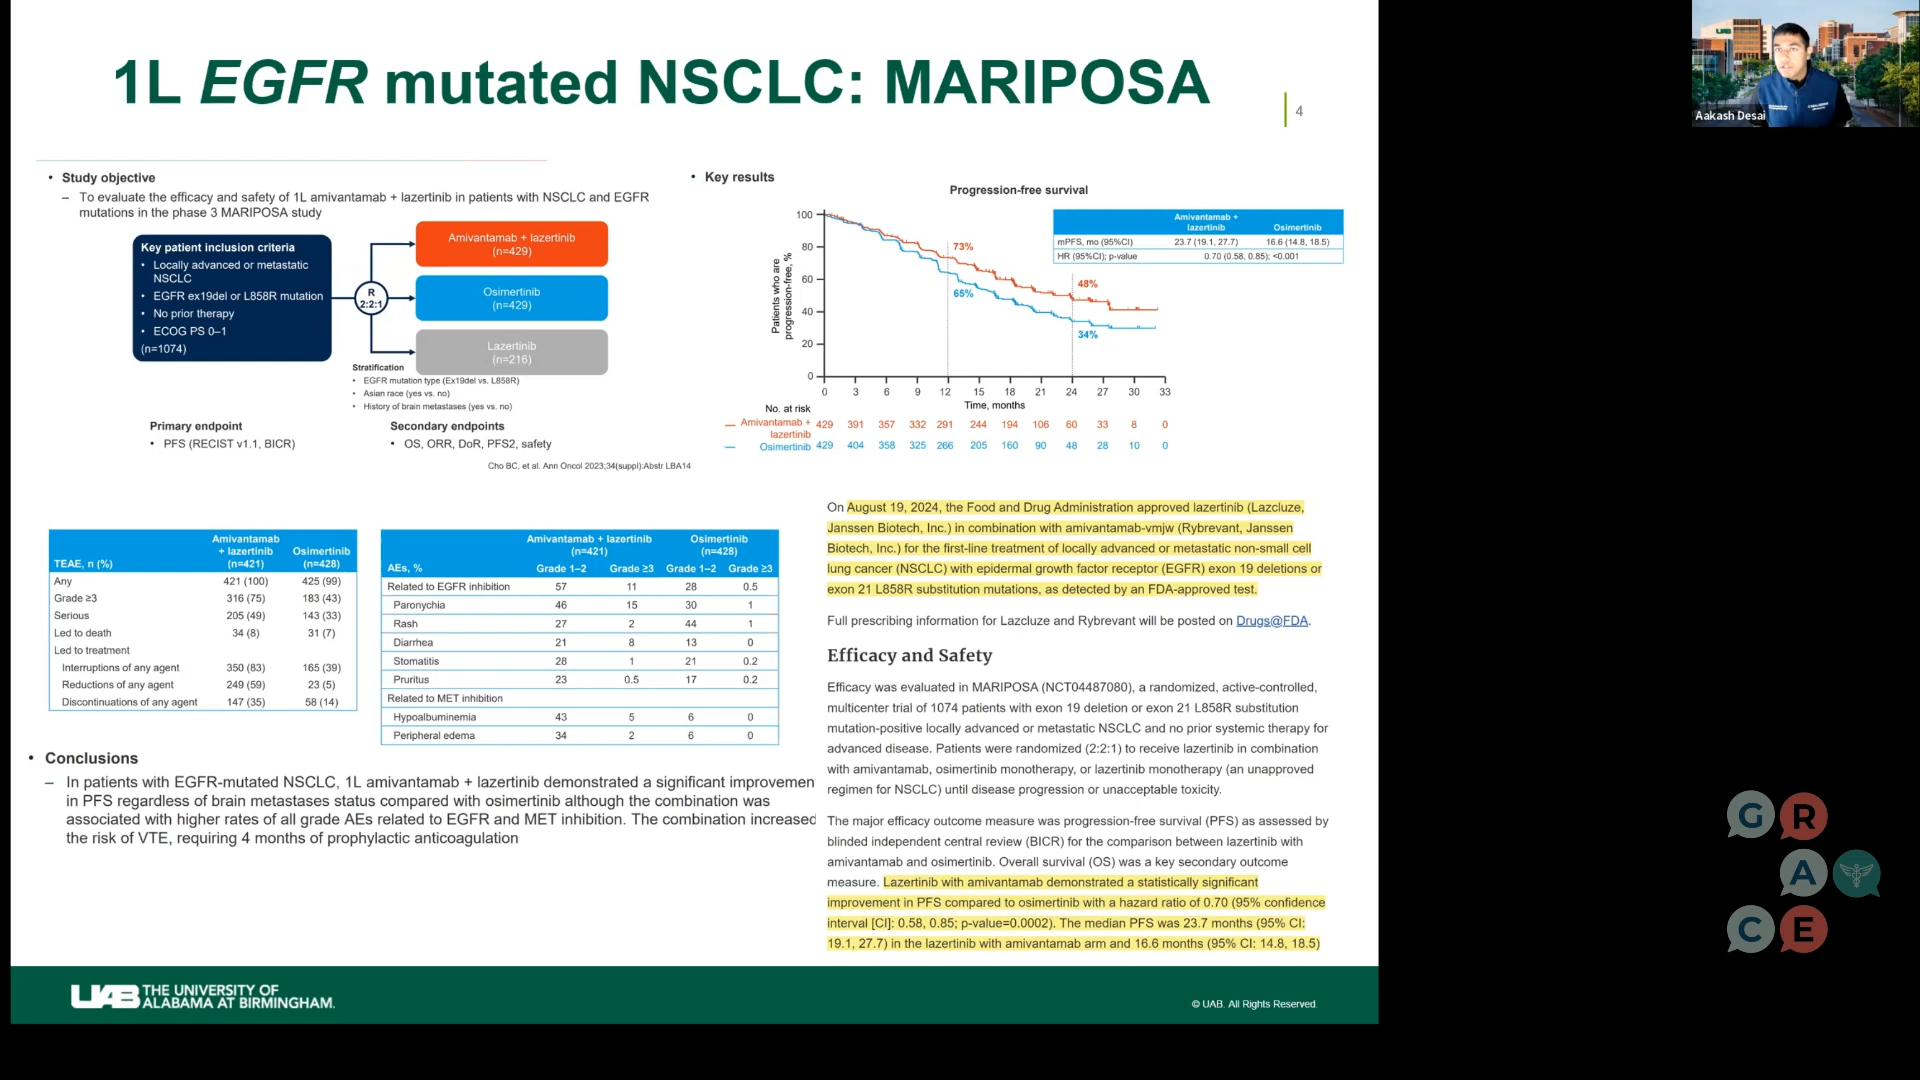 1L EGFR mutated NSCLC: MARIPOSA
4
Aakash Desai
• Study objective
– To evaluate the efficacy and safety of 1L amivantamab + lazertinib in patients with NSCLC and EGFR
mutations in the phase 3 MARIPOSA study
Key patient inclusion criteria
• Locally advanced or metastatic
NSCLC
• EGFR ex19del or L858R mutation
• No prior therapy
• ECOG PS 0–1
(n=1074)
R
2:2:1
Amivantamab + lazertinib
(n=429)
Osimertinib
(n=429)
Lazertinib
(n=216)
Stratification
• EGFR mutation type (Ex19del vs. L858R)
• Asian race (yes vs. no)
• History of brain metastases (yes vs. no)
Primary endpoint
• PFS (RECIST v1.1, BICR)
Secondary endpoints
• OS, ORR, DoR, PFS2, safety
Cho BC, et al. Ann Oncol 2023;34(suppl):Abstr LBA14
• Key results
Progression-free survival
Amivantamab +
lazertinib Osimertinib
mPFS, mo (95%CI) 23.7 (19.1, 27.7) 16.6 (14.8, 18.5)
HR (95%CI); p-value 0.70 (0.58, 0.85); <0.001
Patients who are
progression-free, %
100
80
60
40
20
0
73%
65%
48%
34%
0 3 6 9 12 15 18 21 24 27 30 33
Time, months
No. at risk
Amivantamab +
lazertinib 429 391 357 332 291 244 194 106 60 33 8 0
Osimertinib 429 404 358 325 266 205 160 90 48 28 10 0
TEAE, n (%) Amivantamab
+ lazertinib
(n=421) Osimertinib
(n=428)
Any 421 (100) 425 (99)
Grade ≥3 316 (75) 183 (43)
Serious 205 (49) 143 (33)
Led to death 34 (8) 31 (7)
Led to treatment
Interruptions of any agent 350 (83) 165 (39)
Reductions of any agent 249 (59) 23 (5)
Discontinuations of any agent 147 (35) 58 (14)
Amivantamab + lazertinib
(n=421) Osimertinib
(n=428)
AEs, % Grade 1–2 Grade ≥3 Grade 1–2 Grade ≥3
Related to EGFR inhibition 57 11 28 0.5
Paronychia 46 15 30 1
Rash 27 2 44 1
Diarrhea 21 8 13 0
Stomatitis 28 1 21 0.2
Pruritus 23 0.5 17 0.2
Related to MET inhibition
Hypoalbuminemia 43 5 6 0
Peripheral edema 34 2 6 0
• Conclusions
– In patients with EGFR-mutated NSCLC, 1L amivantamab + lazertinib demonstrated a significant improvemen
in PFS regardless of brain metastases status compared with osimertinib although the combination was
associated with higher rates of all grade AEs related to EGFR and MET inhibition. The combination increased
the risk of VTE, requiring 4 months of prophylactic anticoagulation
On August 19, 2024, the Food and Drug Administration approved lazertinib (Lazcluze,
Janssen Biotech, Inc.) in combination with amivantamab-vmjw (Rybrevant, Janssen
Biotech, Inc.) for the first-line treatment of locally advanced or metastatic non-small cell
lung cancer (NSCLC) with epidermal growth factor receptor (EGFR) exon 19 deletions or
exon 21 L858R substitution mutations, as detected by an FDA-approved test.
Full prescribing information for Lazcluze and Rybrevant will be posted on Drugs@FDA.
Efficacy and Safety
Efficacy was evaluated in MARIPOSA (NCT04487080), a randomized, active-controlled,
multicenter trial of 1074 patients with exon 19 deletion or exon 21 L858R substitution
mutation-positive locally advanced or metastatic NSCLC and no prior systemic therapy for
advanced disease. Patients were randomized (2:2:1) to receive lazertinib in combination
with amivantamab, osimertinib monotherapy, or lazertinib monotherapy (an unapproved
regimen for NSCLC) until disease progression or unacceptable toxicity.
The major efficacy outcome measure was progression-free survival (PFS) as assessed by
blinded independent central review (BICR) for the comparison between lazertinib with
amivantamab and osimertinib. Overall survival (OS) was a key secondary outcome
measure. Lazertinib with amivantamab demonstrated a statistically significant
improvement in PFS compared to osimertinib with a hazard ratio of 0.70 (95% confidence
interval [CI]: 0.58, 0.85; p-value=0.0002). The median PFS was 23.7 months (95% CI:
19.1, 27.7) in the lazertinib with amivantamab arm and 16.6 months (95% CI: 14.8, 18.5)
G R
A
C E
UAB THE UNIVERSITY OF
ALABAMA AT BIRMINGHAM.
© UAB. All Rights Reserved.